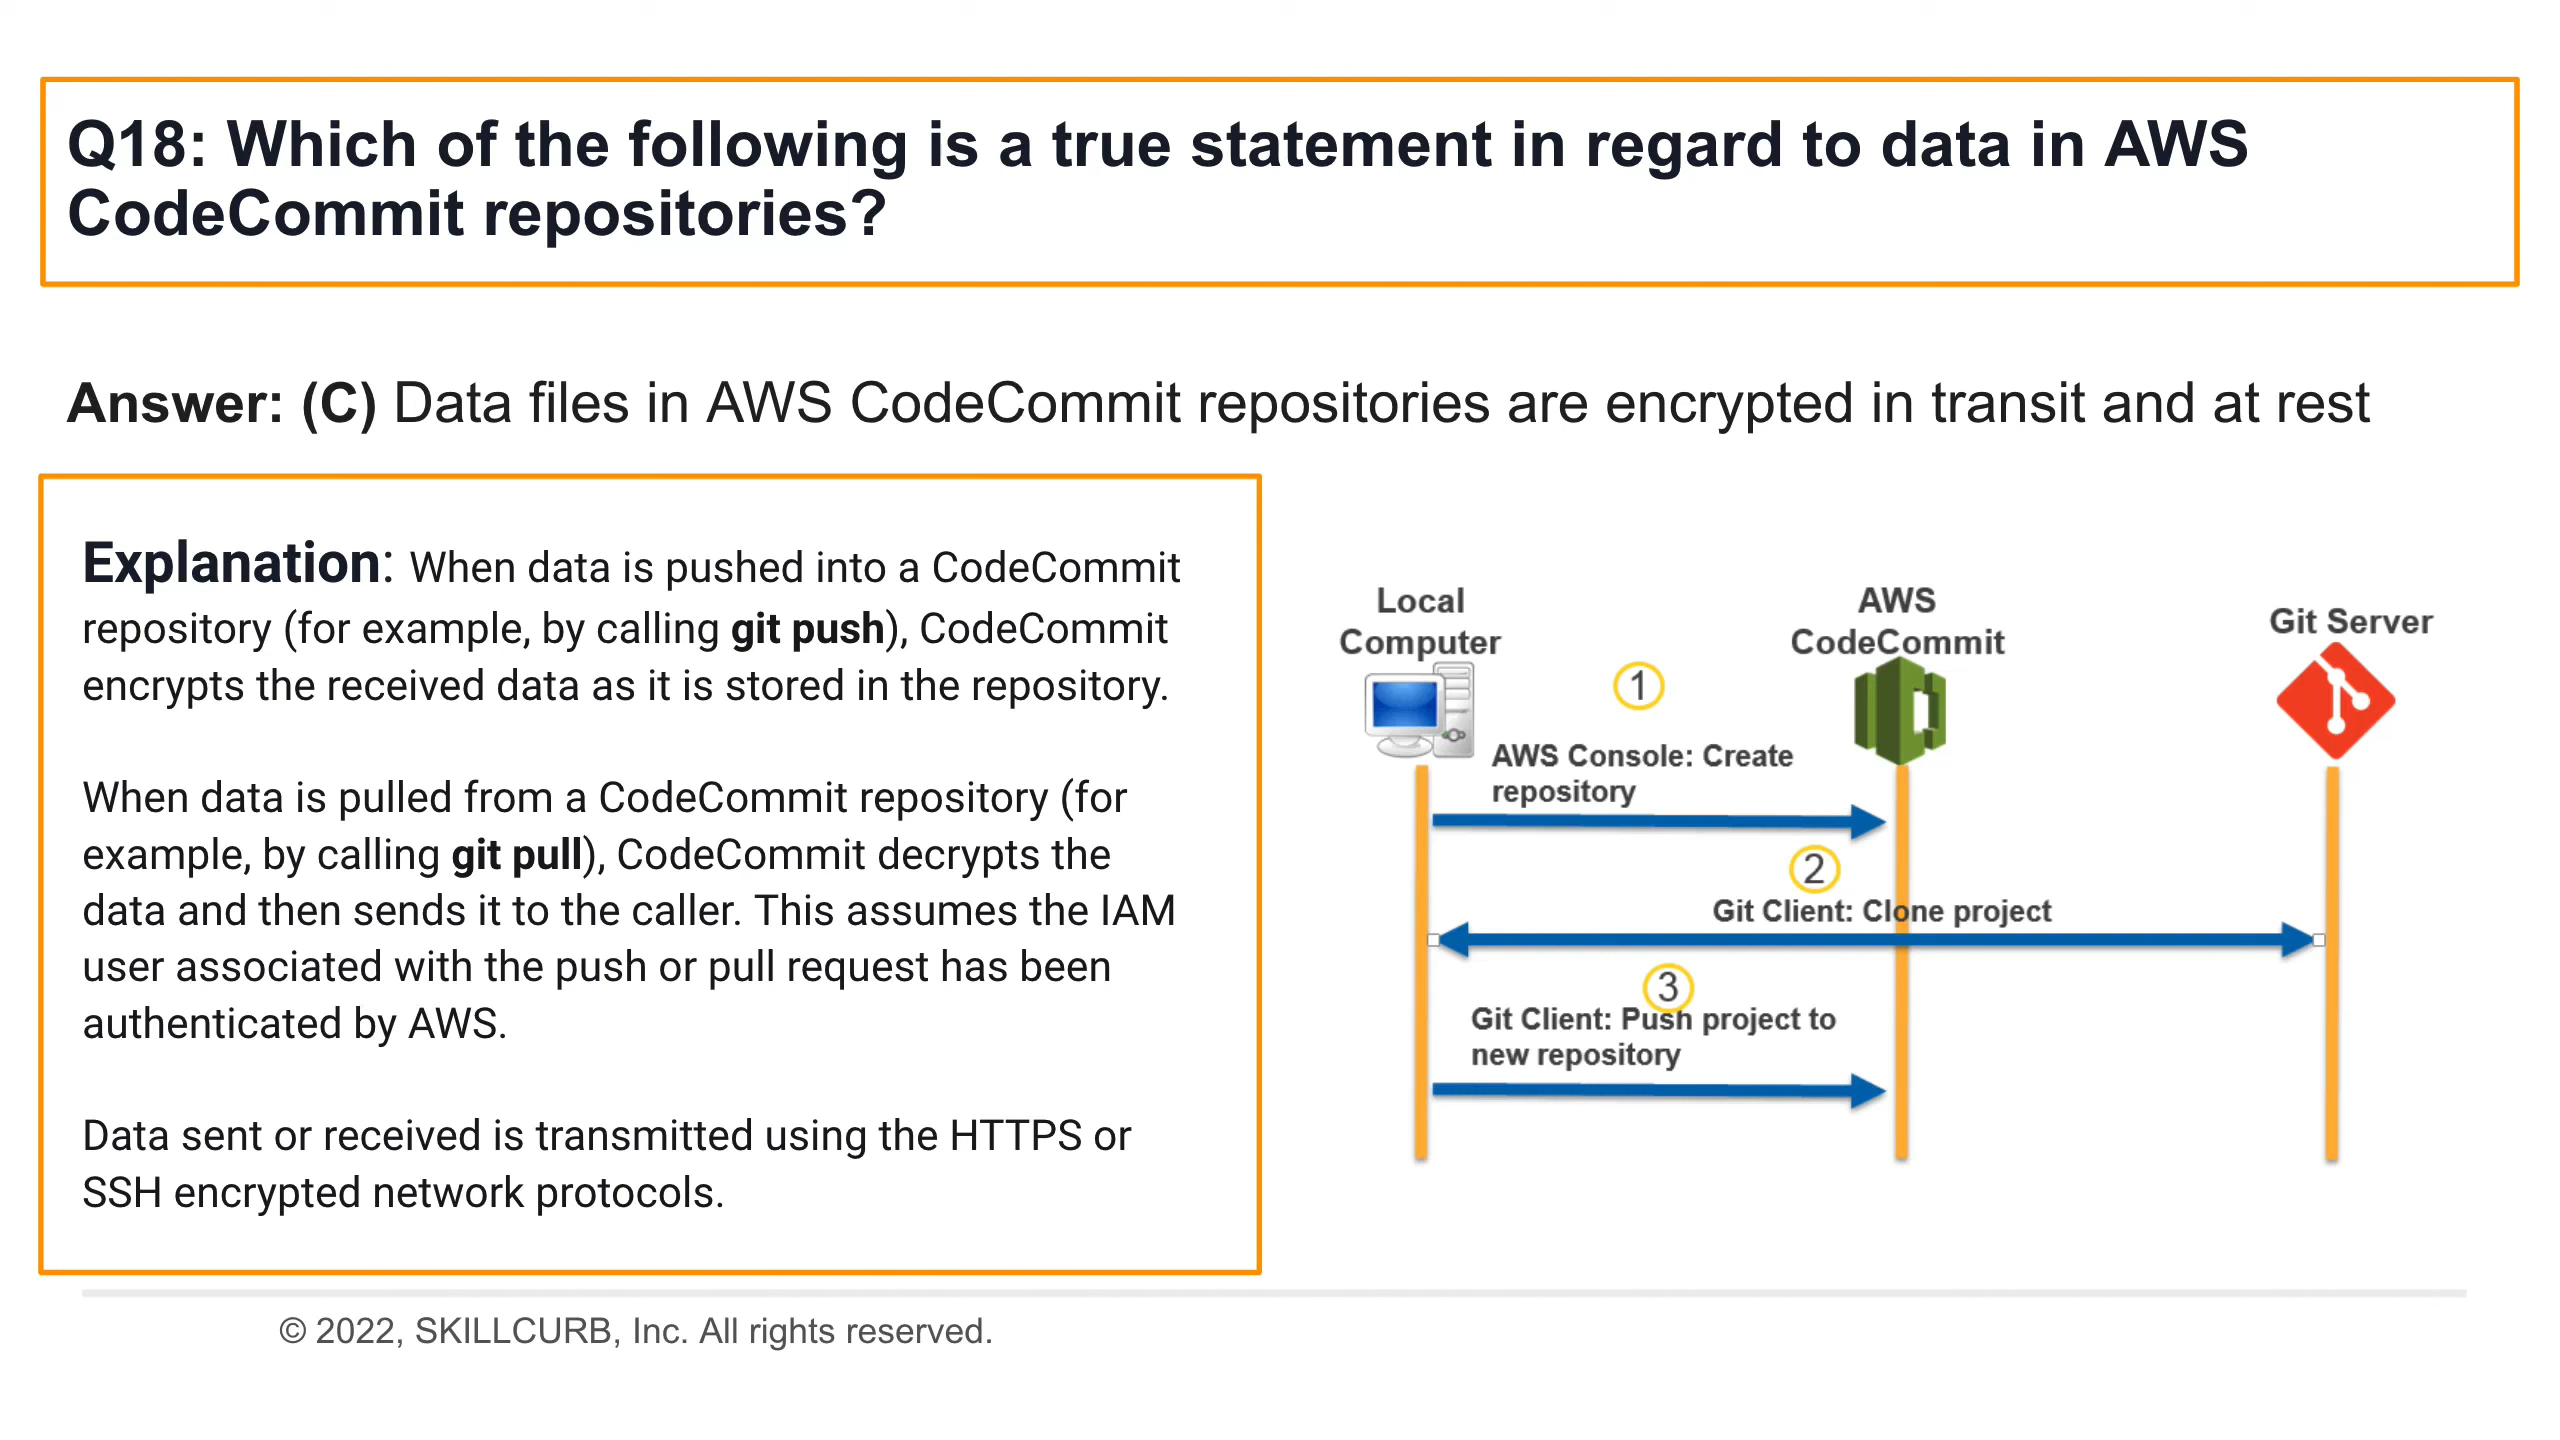 Q18: Which of the following is a true statement in regard to data in AWS
CodeCommit repositories?
Answer: (C) Data files in AWS CodeCommit repositories are encrypted in transit and at rest
Explanation: When data is pushed into a CodeCommit
repository (for example, by calling git push), CodeCommit
encrypts the received data as it is stored in the repository.
When data is pulled from a CodeCommit repository (for
example, by calling git pull), CodeCommit decrypts the
data and then sends it to the caller. This assumes the IAM
user associated with the push or pull request has been
authenticated by AWS.
Data sent or received is transmitted using the HTTPS or
SSH encrypted network protocols.
Local
Computer
AWS
CodeCommit
Git Server
1
AWS Console: Create
repository
2
Git Client: Clone project
3
Git Client: Push project to
new repository
© 2022, SKILLCURB, Inc. All rights reserved.